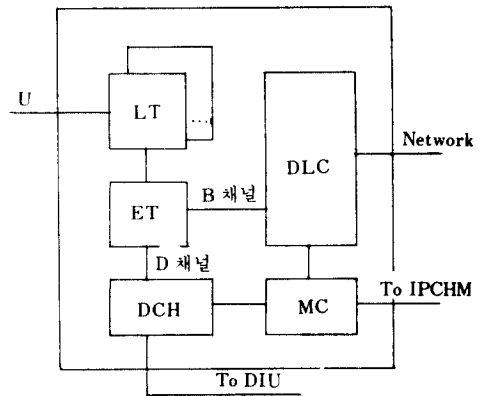 U
LT
....
Network
DLC
ET
B 채널
D 채널
To IPCHM
DCH
MC
To DIU